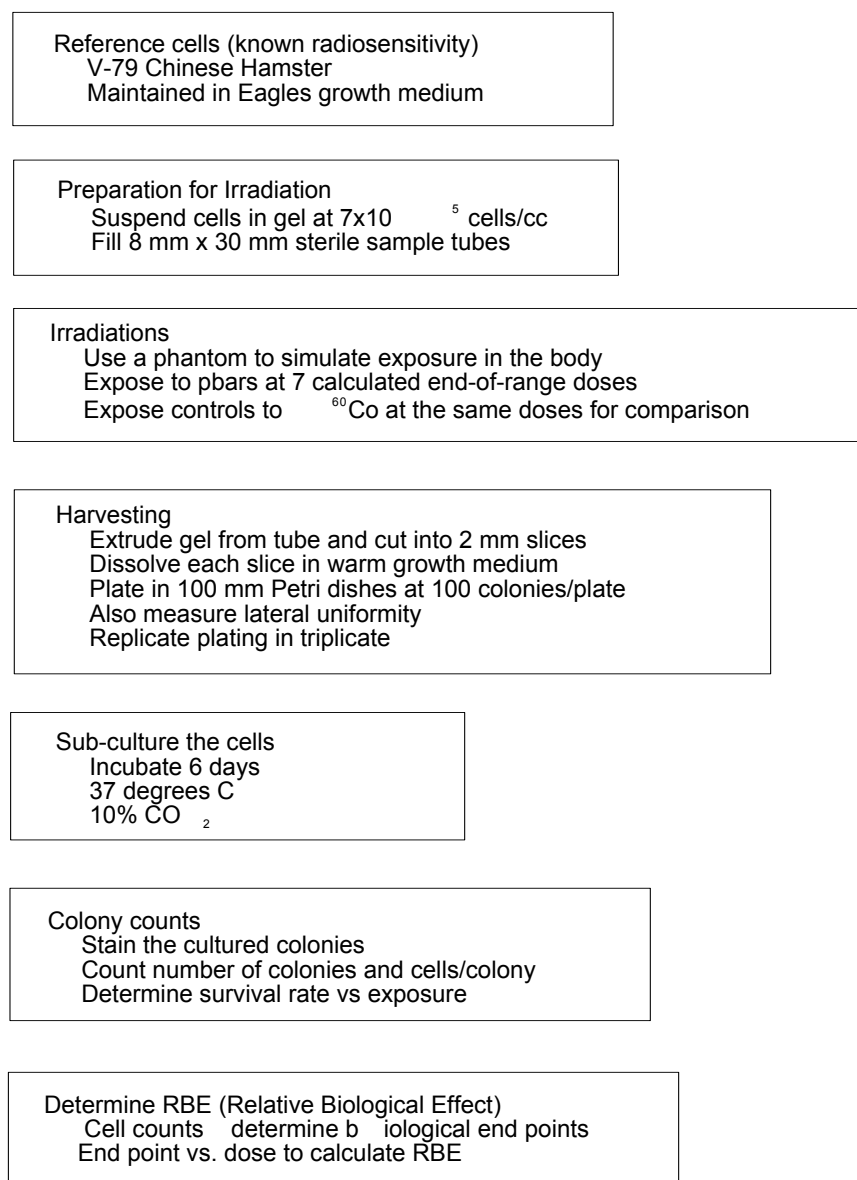 Reference cells (known radiosensitivity)
V-79 Chinese Hamster
Maintained in Eagles growth medium
Preparation for Irradiation
Suspend cells in gel at 7x10 ⁵ cells/cc
Fill 8 mm x 30 mm sterile sample tubes
Irradiations
Use a phantom to simulate exposure in the body
Expose to pbars at 7 calculated end-of-range doses
Expose controls to ⁶⁰Co at the same doses for comparison
Harvesting
Extrude gel from tube and cut into 2 mm slices
Dissolve each slice in warm growth medium
Plate in 100 mm Petri dishes at 100 colonies/plate
Also measure lateral uniformity
Replicate plating in triplicate
Sub-culture the cells
Incubate 6 days
37 degrees C
10% CO ₂
Colony counts
Stain the cultured colonies
Count number of colonies and cells/colony
Determine survival rate vs exposure
Determine RBE (Relative Biological Effect)
Cell counts determine b iological end points
End point vs. dose to calculate RBE